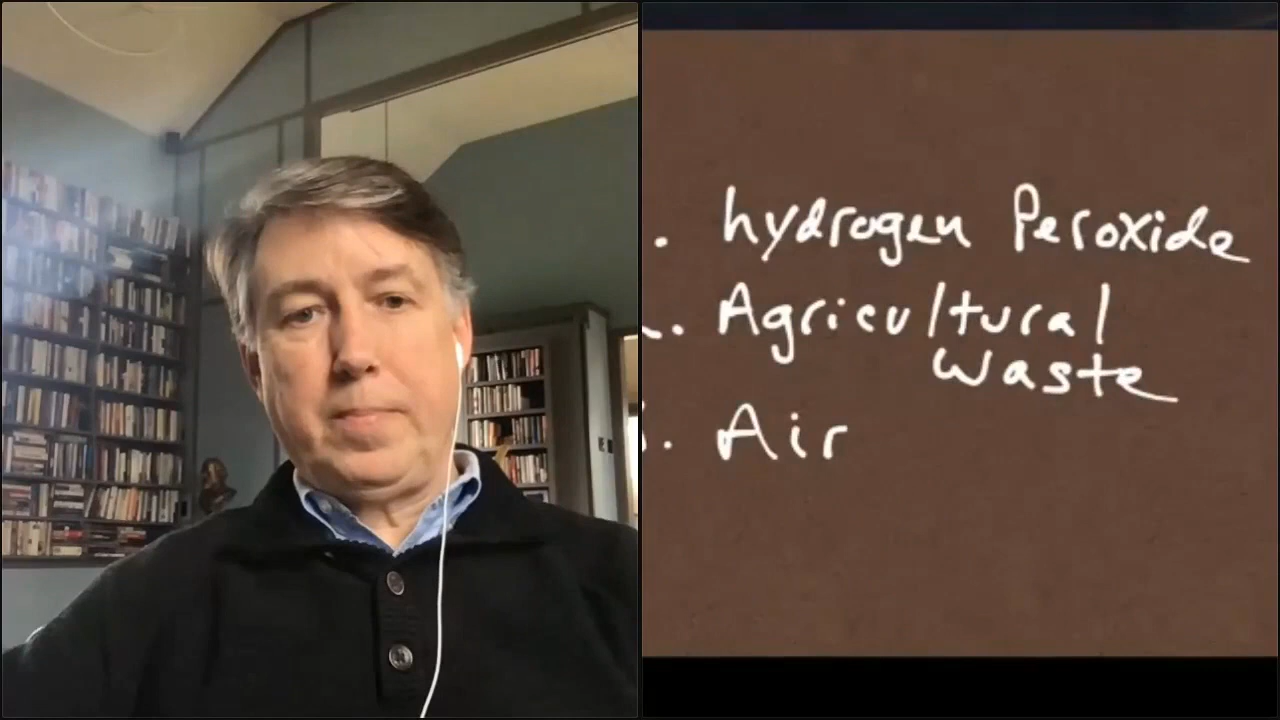 . hydrogen Peroxide
. Agricultural
Waste
. Air